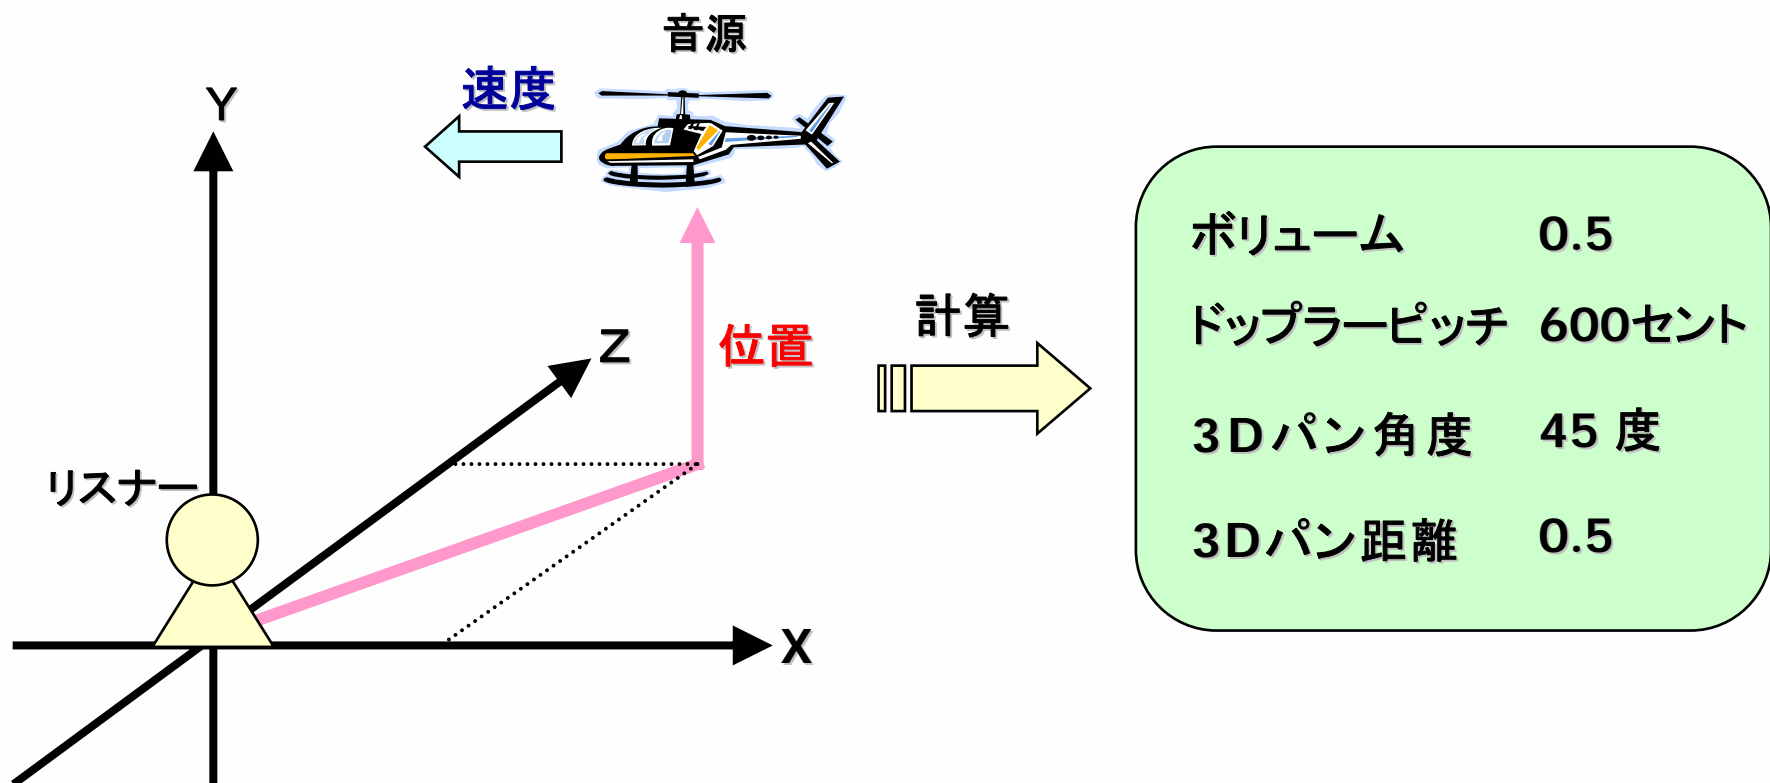 音源
速度
Y
Z
位置
リスナー
X
計算
ボリューム 0.5
ドップラーピッチ 600セント
3Dパン角度 45 度
3Dパン距離 0.5